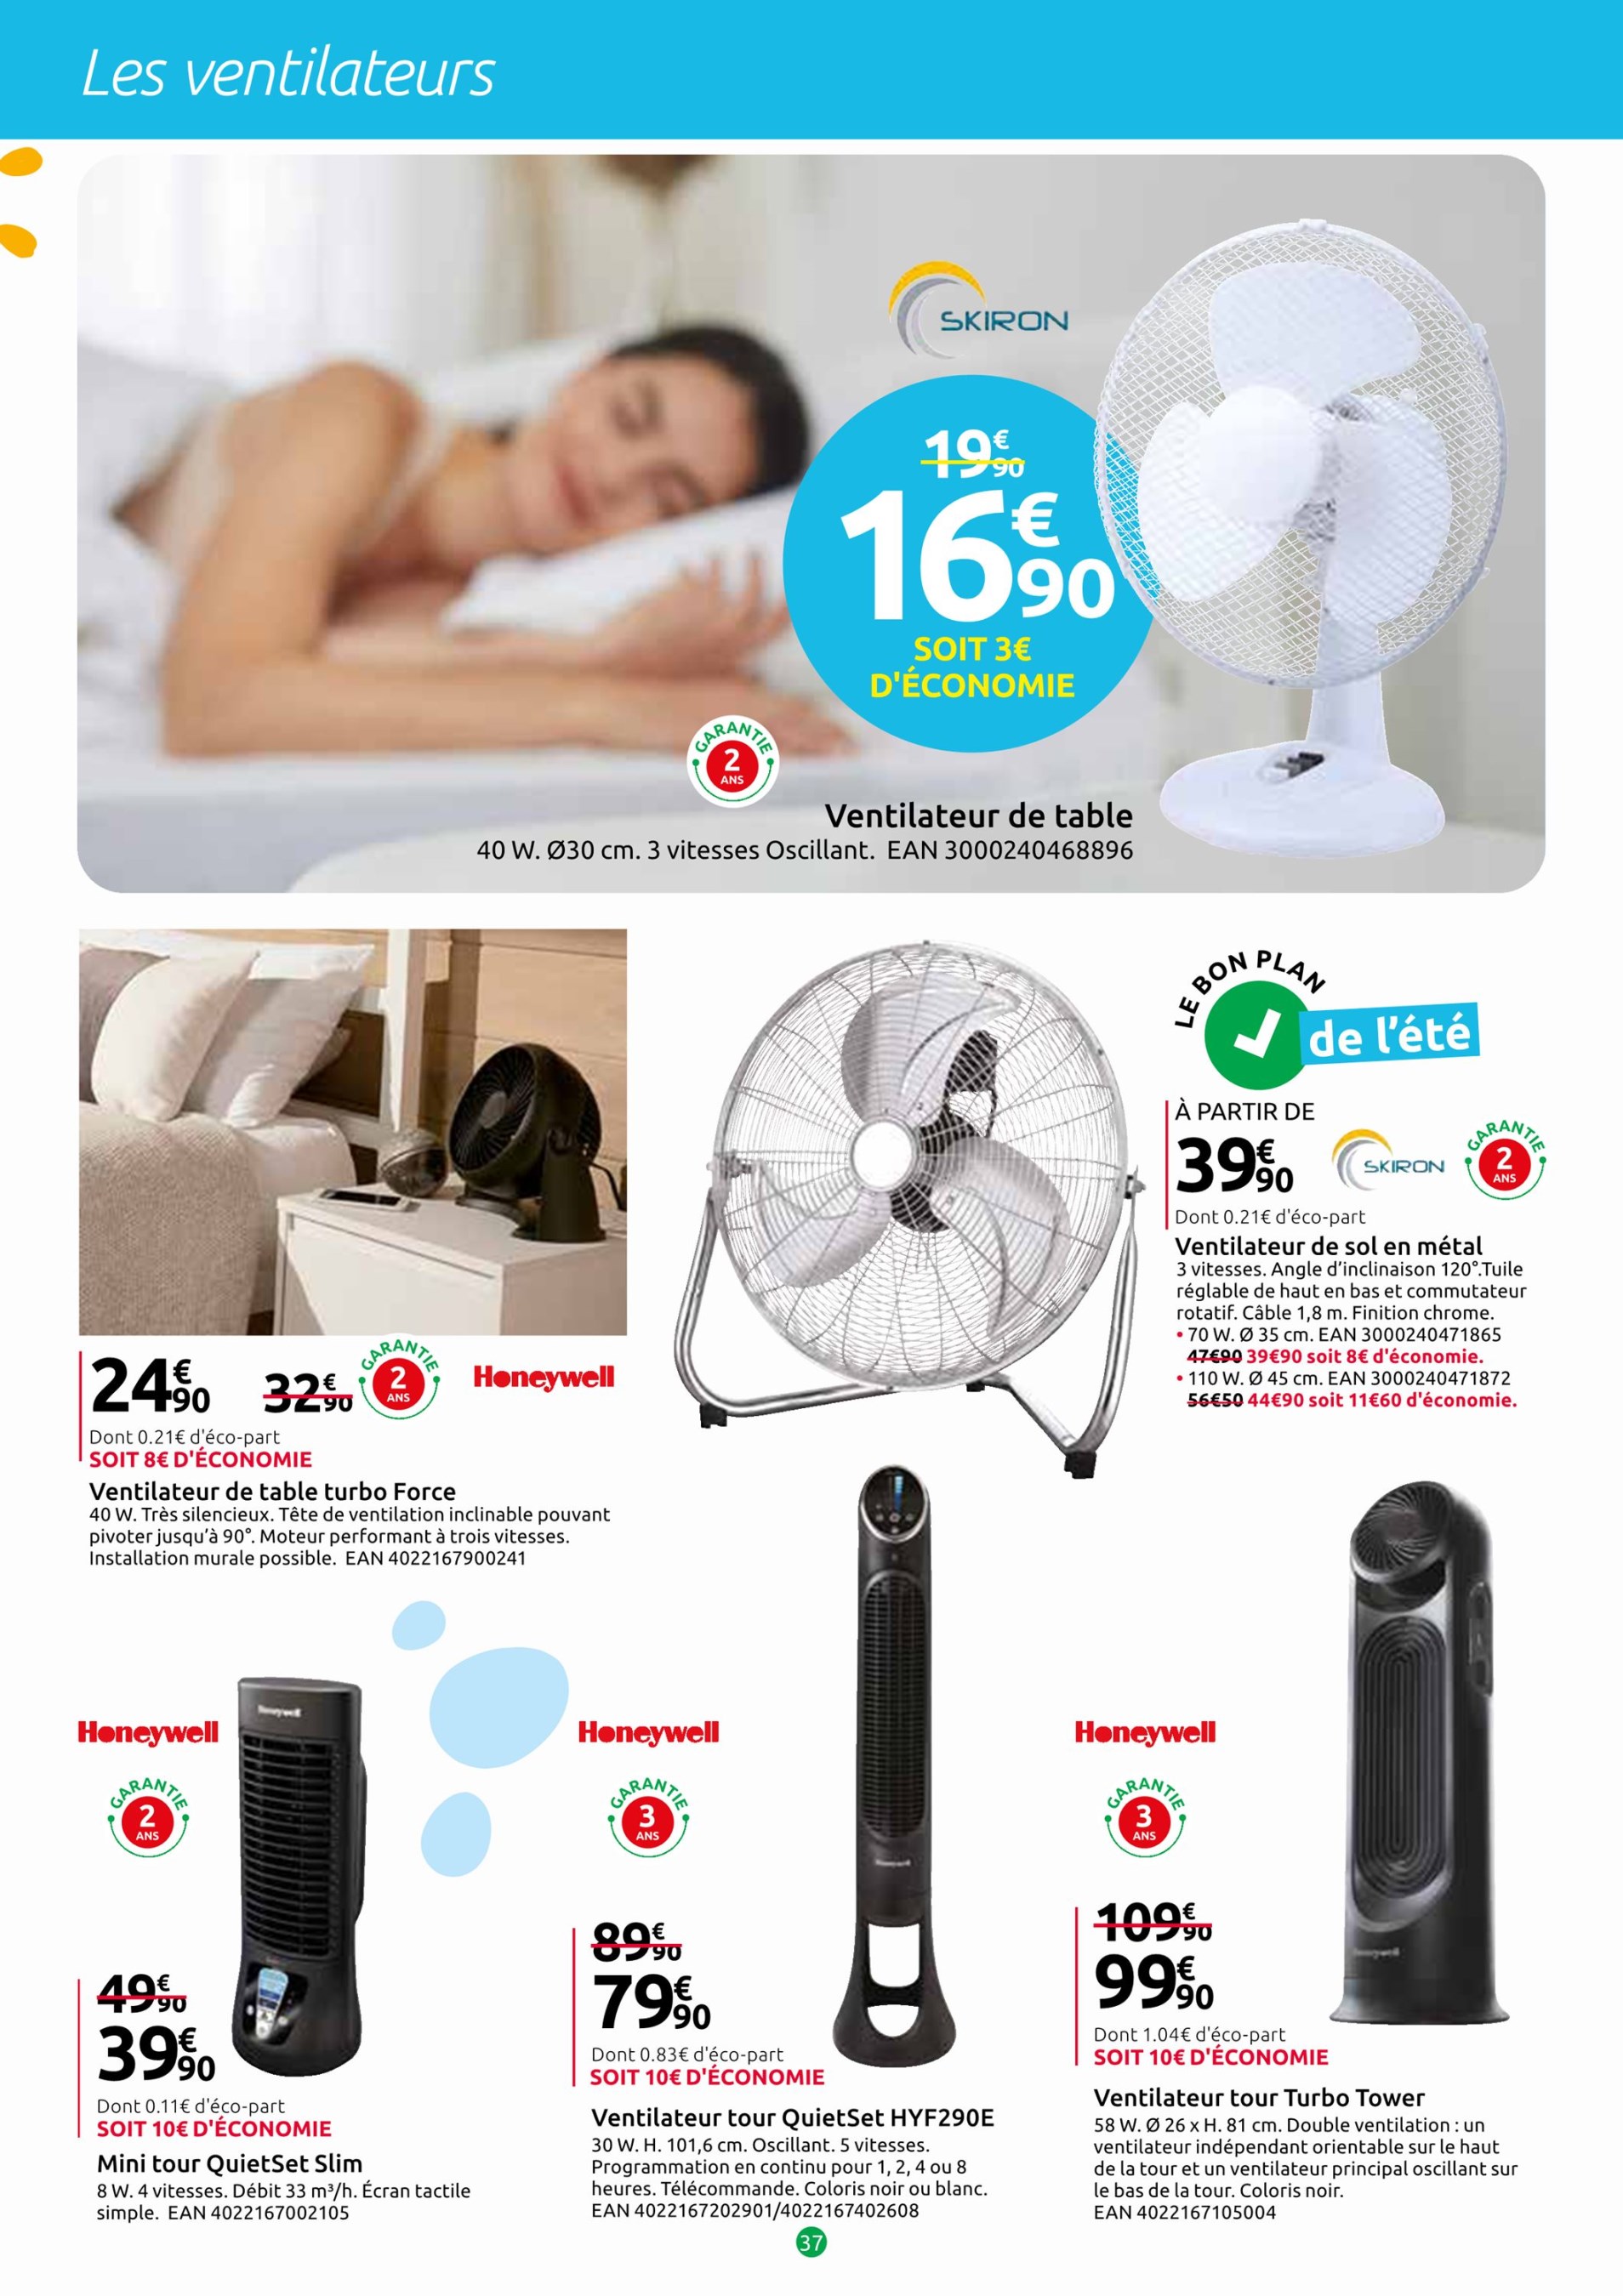 Les ventilateurs
SKIRON
19€90
16€90
SOIT 3€
D'ÉCONOMIE
GARANTIE
2
ANS
Ventilateur de table
40 W. Ø30 cm. 3 vitesses Oscillant. EAN 3000240468896
LE BON PLAN
de l'été
À PARTIR DE
39€90
SKIRON
GARANTIE
2
ANS
Dont 0.21€ d'éco-part
Ventilateur de sol en métal
3 vitesses. Angle d'inclinaison 120°.Tuile
réglable de haut en bas et commutateur
rotatif. Câble 1,8 m. Finition chrome.
• 70 W. Ø 35 cm. EAN 3000240471865
47€90 39€90 soit 8€ d'économie.
• 110 W. Ø 45 cm. EAN 3000240471872
56€50 44€90 soit 11€60 d'économie.
24€90
32€90
GARANTIE
2
ANS
Honeywell
Dont 0.21€ d'éco-part
SOIT 8€ D'ÉCONOMIE
Ventilateur de table turbo Force
40 W. Très silencieux. Tête de ventilation inclinable pouvant
pivoter jusqu'à 90°. Moteur performant à trois vitesses.
Installation murale possible. EAN 4022167900241
Honeywell
Honeywell
GARANTIE
2
ANS
49€90
39€90
Dont 0.11€ d'éco-part
SOIT 10€ D'ÉCONOMIE
Mini tour QuietSet Slim
8 W. 4 vitesses. Débit 33 m³/h. Écran tactile
simple. EAN 4022167002105
Honeywell
GARANTIE
3
ANS
Honeywell
89€90
79€90
Dont 0.83€ d'éco-part
SOIT 10€ D'ÉCONOMIE
Ventilateur tour QuietSet HYF290E
30 W. H. 101,6 cm. Oscillant. 5 vitesses.
Programmation en continu pour 1, 2, 4 ou 8
heures. Télécommande. Coloris noir ou blanc.
EAN 4022167202901/4022167402608
Honeywell
GARANTIE
3
ANS
Honeywell
109€90
99€90
Dont 1.04€ d'éco-part
SOIT 10€ D'ÉCONOMIE
Ventilateur tour Turbo Tower
58 W. Ø 26 x H. 81 cm. Double ventilation : un
ventilateur indépendant orientable sur le haut
de la tour et un ventilateur principal oscillant sur
le bas de la tour. Coloris noir.
EAN 4022167105004
37